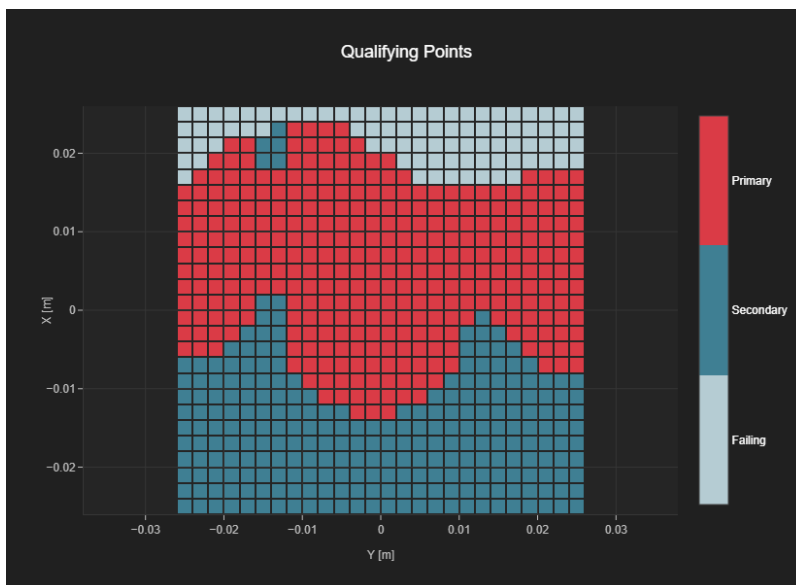 Qualifying Points
0.02
0.01
0
−0.01
−0.02
X [m]
−0.03
−0.02
−0.01
0
0.01
0.02
0.03
Y [m]
Primary
Secondary
Failing